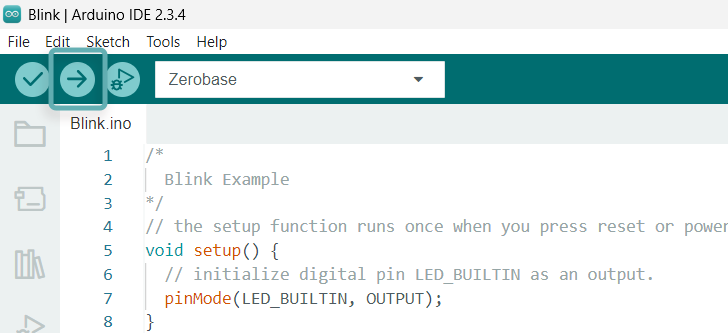 Blink | Arduino IDE 2.3.4
File Edit Sketch Tools Help
Zerobase
Blink.ino
1 /*
2 Blink Example
3 */
4 // the setup function runs once when you press reset or power
5 void setup() {
6 // initialize digital pin LED_BUILTIN as an output.
7 pinMode(LED_BUILTIN, OUTPUT);
8 }